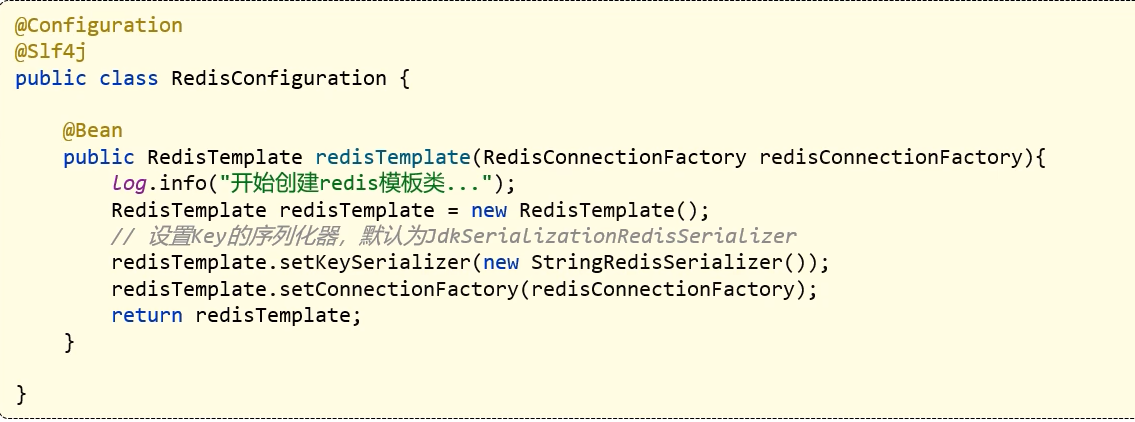 @Configuration
@Slf4j
public class RedisConfiguration {
@Bean
public RedisTemplate redisTemplate(RedisConnectionFactory redisConnectionFactory){
log.info("开始创建redis模板类...");
RedisTemplate redisTemplate = new RedisTemplate();
// 设置Key的序列化器，默认为JdkSerializationRedisSerializer
redisTemplate.setKeySerializer(new StringRedisSerializer());
redisTemplate.setConnectionFactory(redisConnectionFactory);
return redisTemplate;
}
}